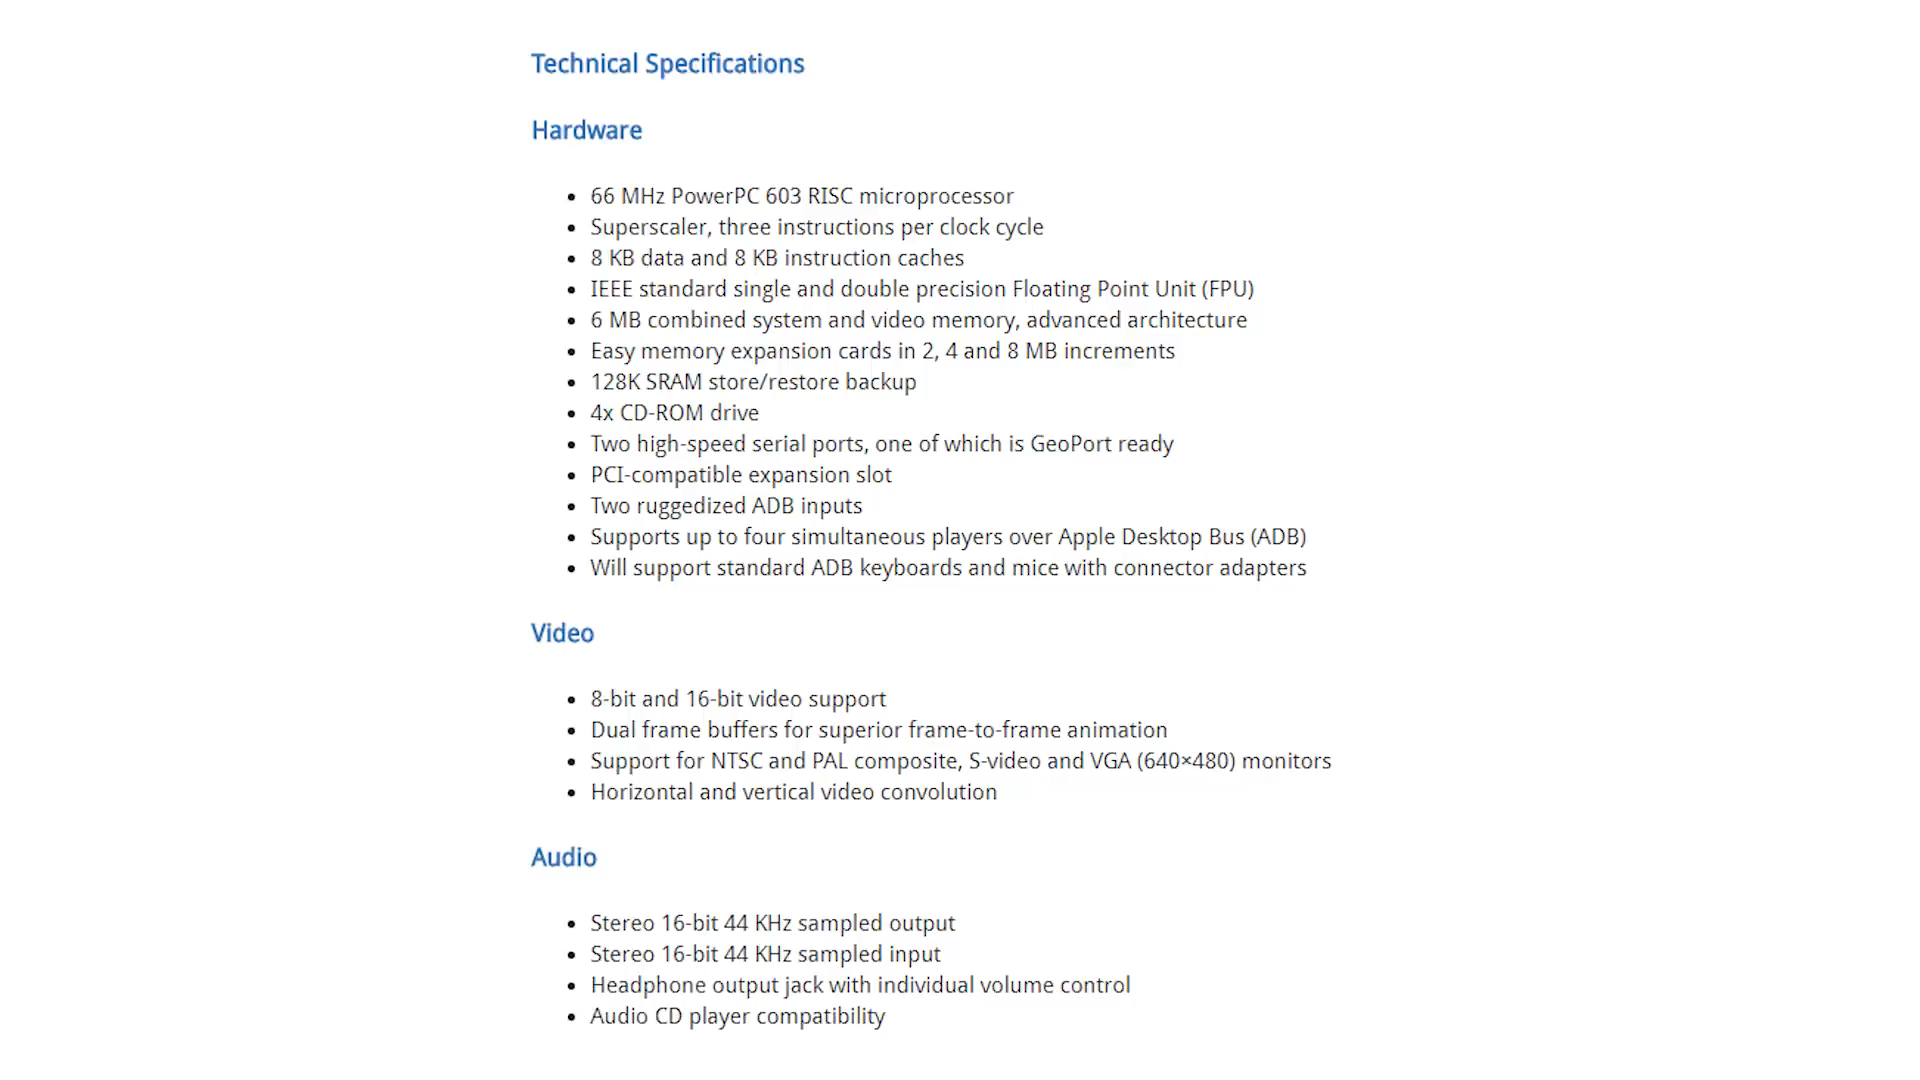 Technical Specifications
Hardware
• 66 MHz PowerPC 603 RISC microprocessor
• Superscaler, three instructions per clock cycle
• 8 KB data and 8 KB instruction caches
• IEEE standard single and double precision Floating Point Unit (FPU)
• 6 MB combined system and video memory, advanced architecture
• Easy memory expansion cards in 2, 4 and 8 MB increments
• 128K SRAM store/restore backup
• 4x CD-ROM drive
• Two high-speed serial ports, one of which is GeoPort ready
• PCI-compatible expansion slot
• Two ruggedized ADB inputs
• Supports up to four simultaneous players over Apple Desktop Bus (ADB)
• Will support standard ADB keyboards and mice with connector adapters
Video
• 8-bit and 16-bit video support
• Dual frame buffers for superior frame-to-frame animation
• Support for NTSC and PAL composite, S-video and VGA (640×480) monitors
• Horizontal and vertical video convolution
Audio
• Stereo 16-bit 44 KHz sampled output
• Stereo 16-bit 44 KHz sampled input
• Headphone output jack with individual volume control
• Audio CD player compatibility